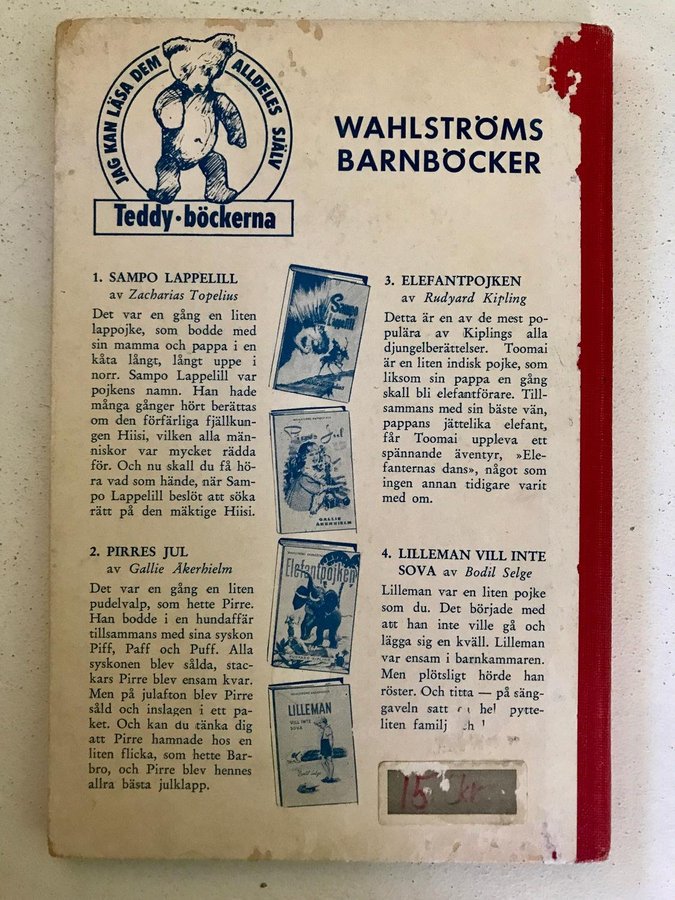 JAG KAN LÄSA DEM ALLDELES SJÄLV
Teddy·böckerna
WAHLSTRÖMS
BARNBÖCKER
1. SAMPO LAPPELILL
av Zacharias Topelius
Det var en gång en liten
lappojke, som bodde med
sin mamma och pappa i en
kåta långt, långt uppe i
norr. Sampo Lappelill var
pojkens namn. Han hade
många gånger hört berättas
om den förfärliga fjällkun-
gen Hiisi, vilken alla män-
niskor var mycket rädda
för. Och nu skall du få hö-
ra vad som hände, när Sam-
po Lappelill beslöt att söka
rätt på den mäktige Hiisi.
2. PIRRES JUL
av Gallie Åkerhielm
Det var en gång en liten
pudelvalp, som hette Pirre.
Han bodde i en hundaffär
tillsammans med sina syskon
Piff, Paff och Puff. Alla
syskonen blev sålda, stac-
kars Pirre blev ensam kvar.
Men på julafton blev Pirre
såld och inslagen i ett pa-
ket. Och kan du tänka dig
att Pirre hamnade hos en
liten flicka, som hette Bar-
bro, och Pirre blev hennes
allra bästa julklapp.
Sampo
Lappelill
Pirres Jul
GALLIE
ÅKERHIELM
Elefantpojken
LILLEMAN
VILL INTE
SOVA
Bodil Selge
3. ELEFANTPOJKEN
av Rudyard Kipling
Detta är en av de mest po-
pulära av Kiplings alla
djungelberättelser. Toomai
är en liten indisk pojke, som
liksom sin pappa en gång
skall bli elefantförare. Till-
sammans med sin bäste vän,
pappans jättelika elefant,
får Toomai uppleva ett
spännande äventyr, »Ele-
fanternas dans», något som
ingen annan tidigare varit
med om.
4. LILLEMAN VILL INTE
SOVA av Bodil Selge
Lilleman var en liten pojke
som du. Det började med
att han inte ville gå och
lägga sig en kväll. Lilleman
var ensam i barnkammaren.
Men plötsligt hörde han
röster. Och titta — på säng-
gaveln satt hel pytte-
liten familj
15 kr